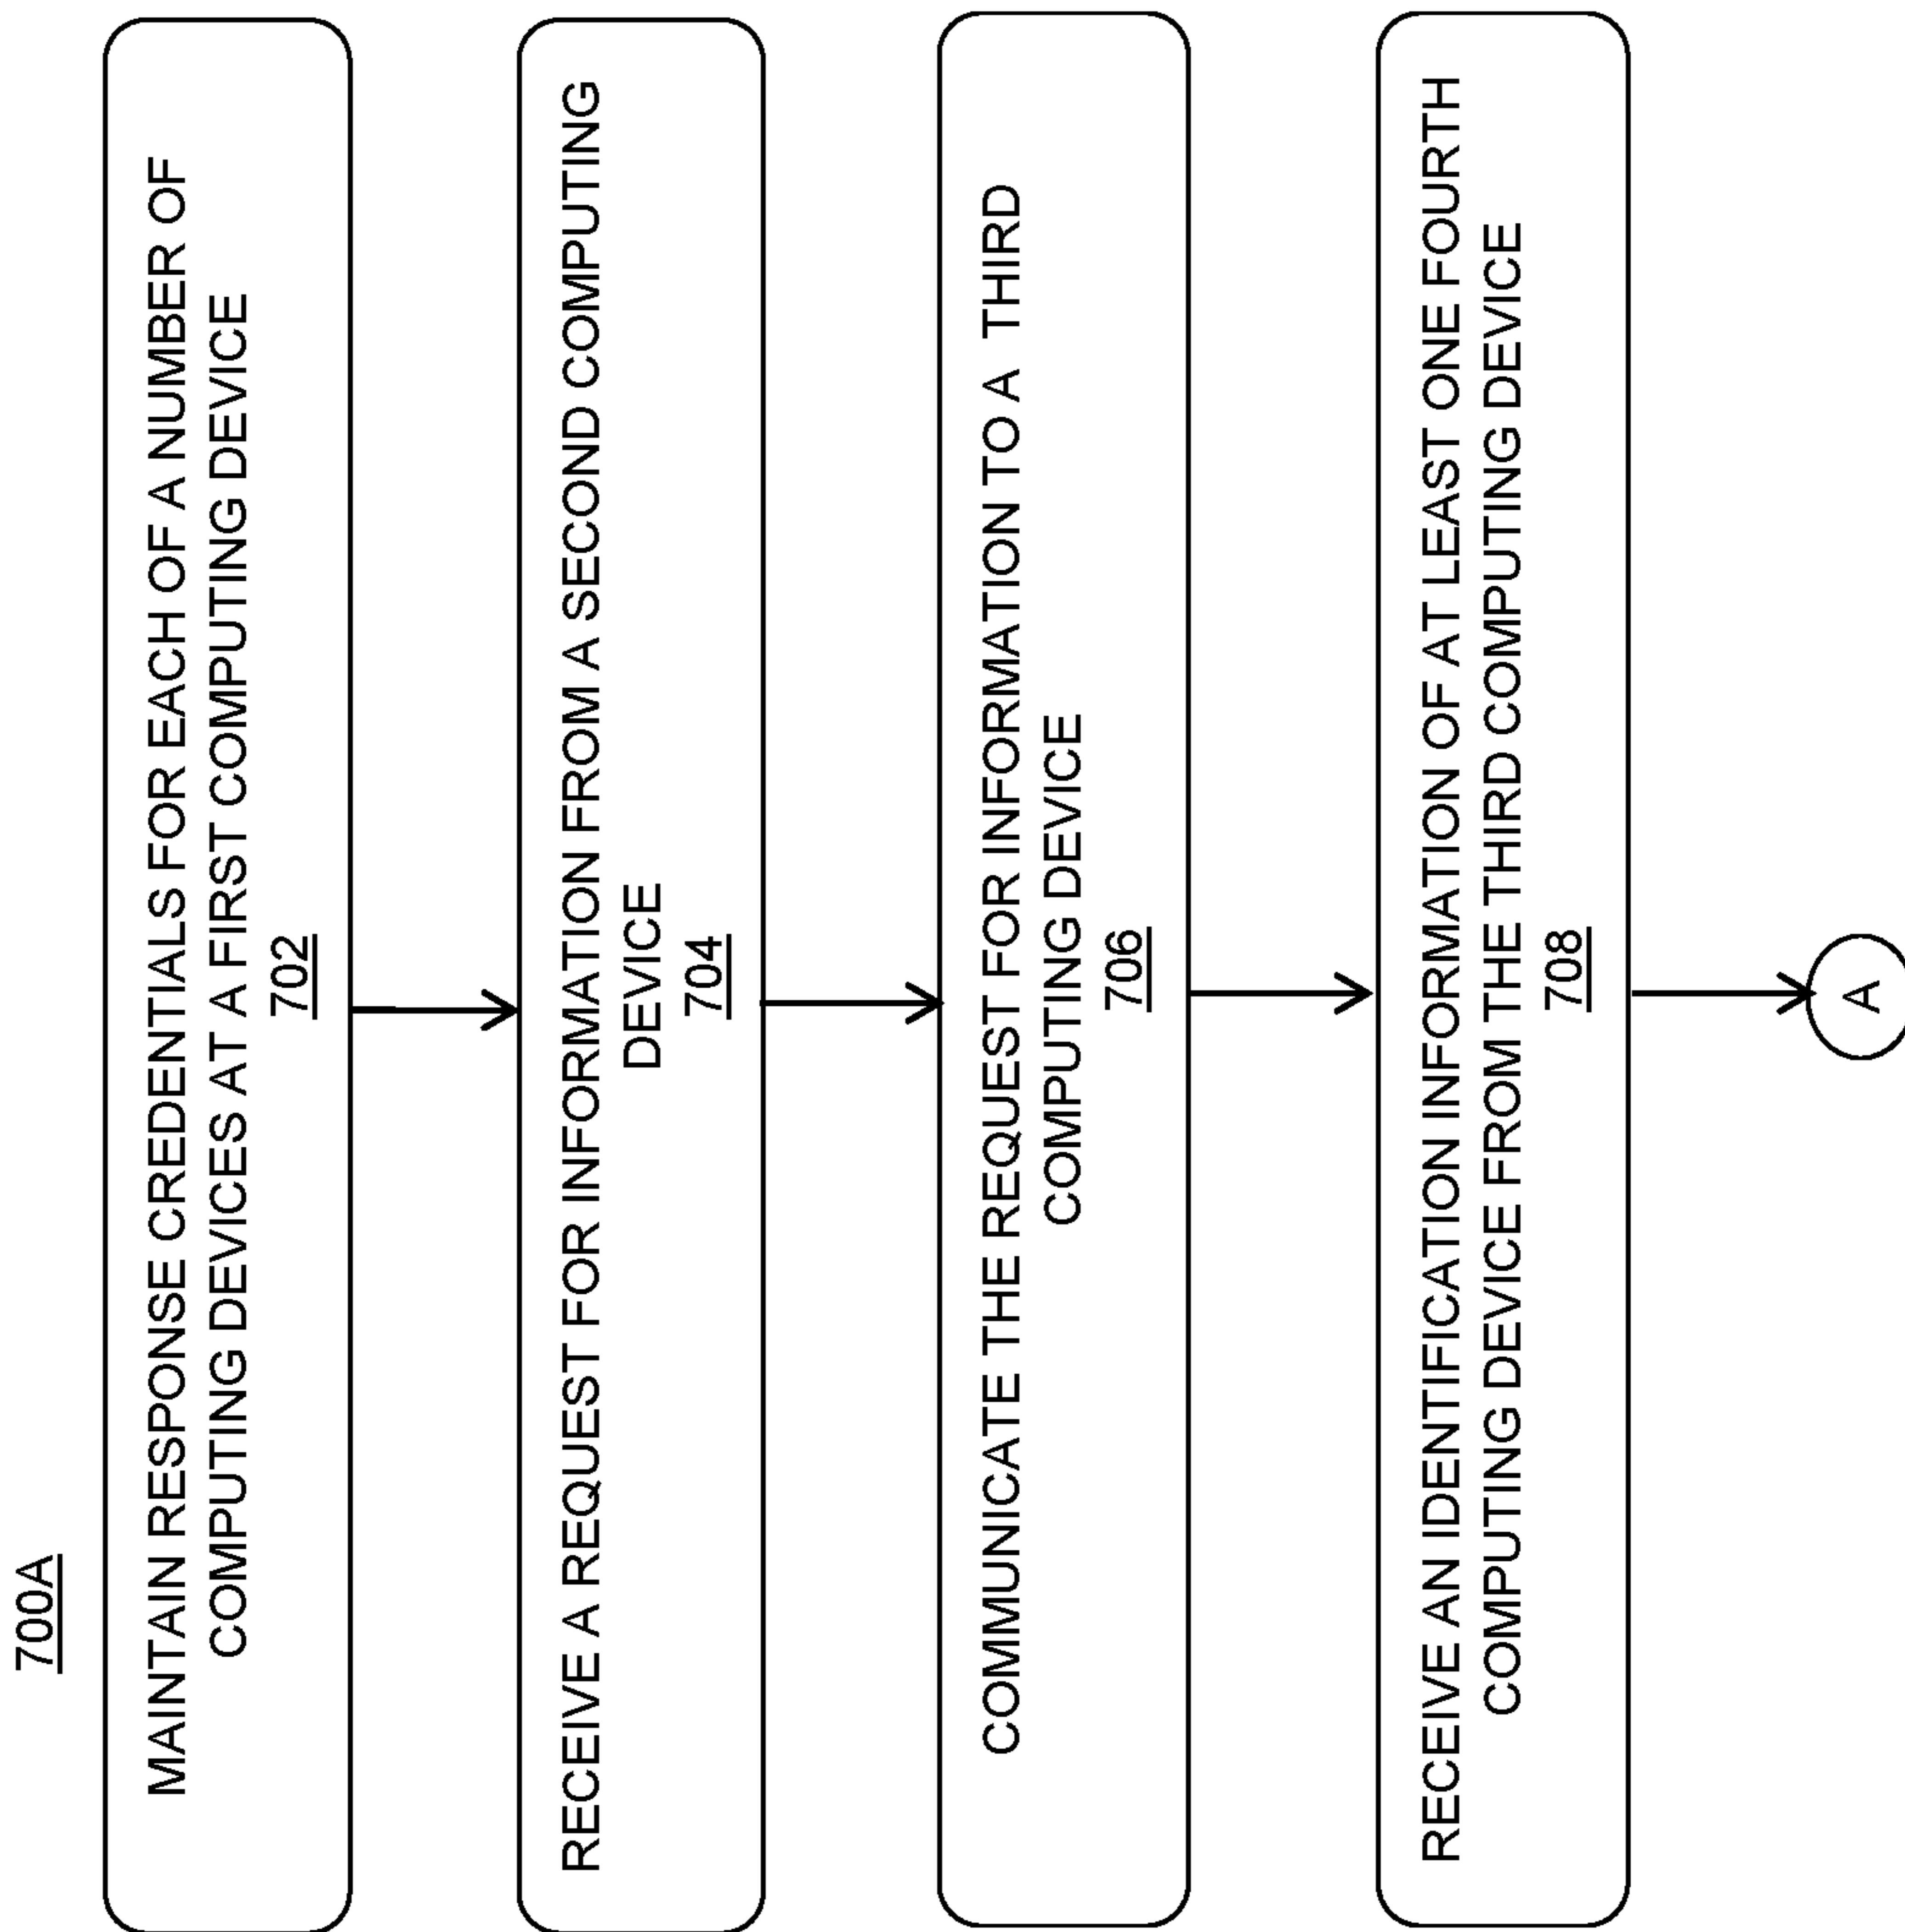 700A
MAINTAIN RESPONSE CREDENTIALS FOR EACH OF A NUMBER OF
COMPUTING DEVICES AT A FIRST COMPUTING DEVICE
702
RECEIVE A REQUEST FOR INFORMATION FROM A SECOND COMPUTING
DEVICE
704
COMMUNICATE THE REQUEST FOR INFORMATION TO A THIRD
COMPUTING DEVICE
706
RECEIVE AN IDENTIFICATION INFORMATION OF AT LEAST ONE FOURTH
COMPUTING DEVICE FROM THE THIRD COMPUTING DEVICE
708
A